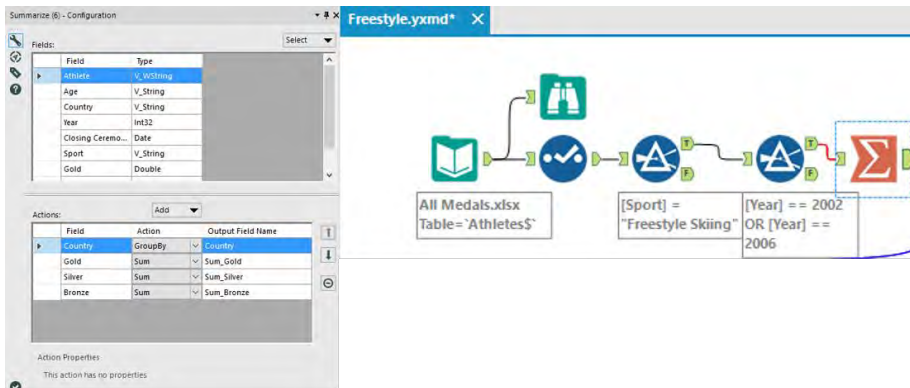 Summarize (6) - Configuration
Fields:
Select
Field Type
Athlete V_WString
Age V_String
Country V_String
Year Int32
Closing Ceremo... Date
Sport V_String
Gold Double
Actions:
Add
Field Action Output Field Name
Country GroupBy Country
Gold Sum Sum_Gold
Silver Sum Sum_Silver
Bronze Sum Sum_Bronze
Action Properties
This action has no properties
Freestyle.yxmd*
T
F
T
F
All Medals.xlsx
Table=`Athletes$`
[Sport] =
"Freestyle Skiing"
[Year] == 2002
OR [Year] ==
2006